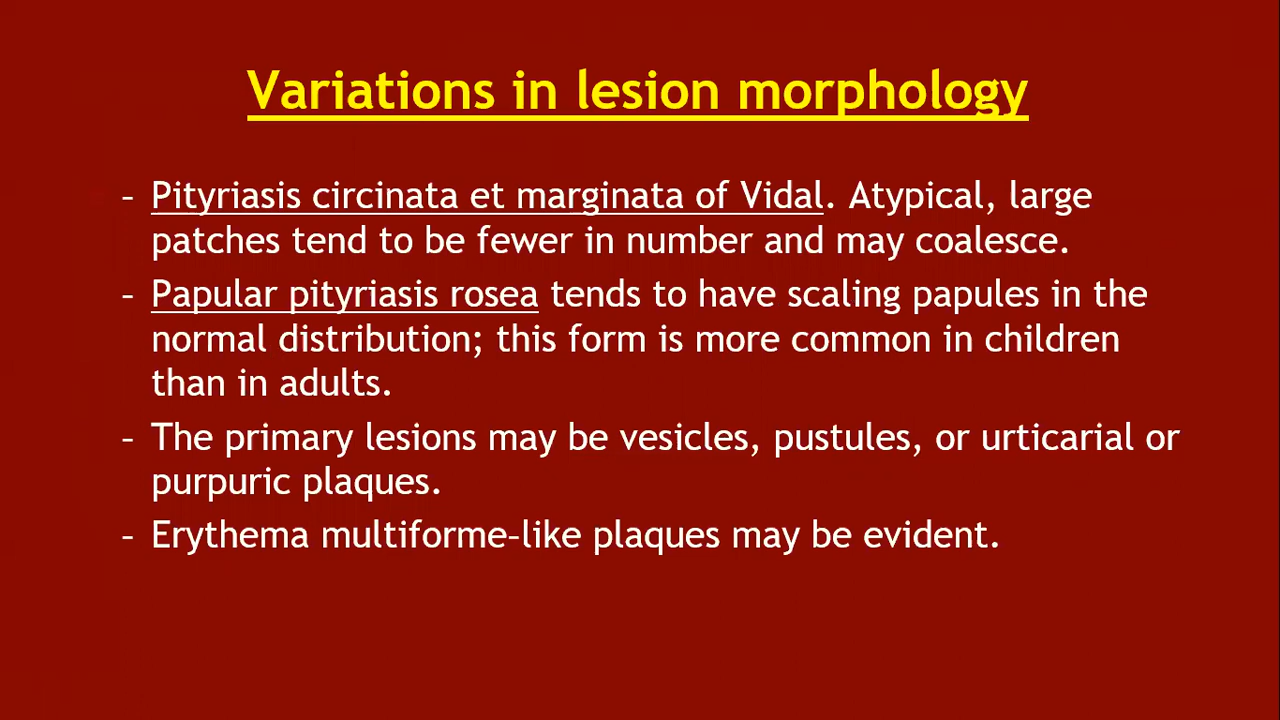 Variations in lesion morphology
– Pityriasis circinata et marginata of Vidal. Atypical, large
patches tend to be fewer in number and may coalesce.
– Papular pityriasis rosea tends to have scaling papules in the
normal distribution; this form is more common in children
than in adults.
– The primary lesions may be vesicles, pustules, or urticarial or
purpuric plaques.
– Erythema multiforme–like plaques may be evident.